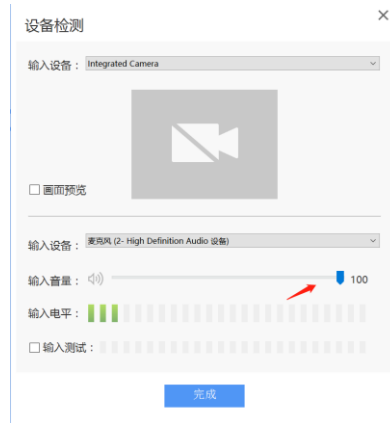 设备检测
输入设备： Integrated Camera
画面预览
输入设备： 麦克风 (2- High Definition Audio 设备)
输入音量： 100
输入电平：
输入测试：
完成